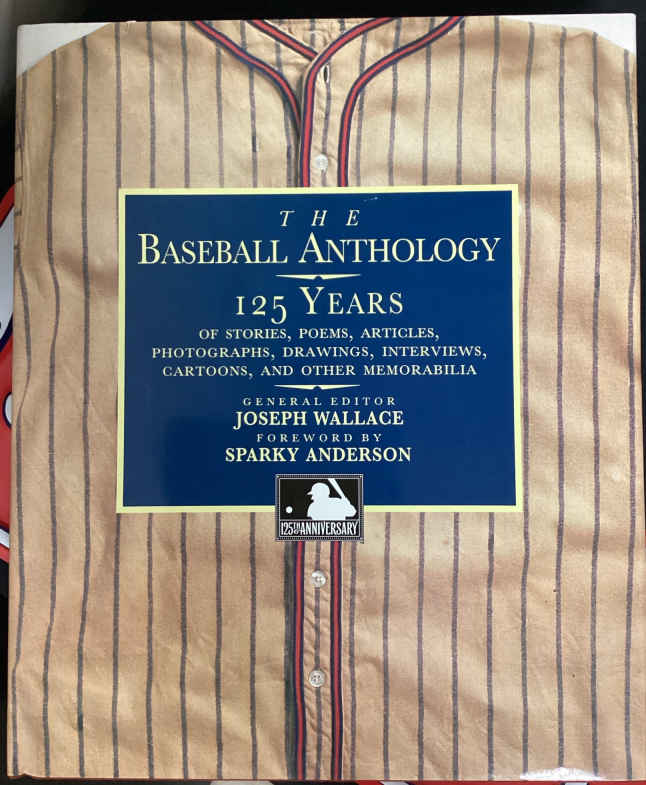 THE
BASEBALL ANTHOLOGY
125 YEARS
OF STORIES, POEMS, ARTICLES,
PHOTOGRAPHS, DRAWINGS, INTERVIEWS,
CARTOONS, AND OTHER MEMORABILIA
GENERAL EDITOR
JOSEPH WALLACE
FOREWORD BY
SPARKY ANDERSON
125TH ANNIVERSARY